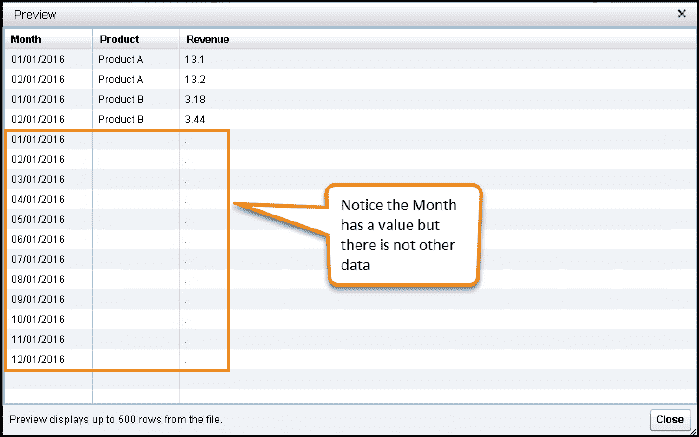 Preview
Month Product Revenue
01/01/2016 Product A 13.1
02/01/2016 Product A 13.2
01/01/2016 Product B 3.18
02/01/2016 Product B 3.44
01/01/2016 .
02/01/2016 .
03/01/2016 .
04/01/2016 .
05/01/2016 .
06/01/2016 .
07/01/2016 .
08/01/2016 .
09/01/2016 .
10/01/2016 .
11/01/2016 .
12/01/2016 .
Notice the Month
has a value but
there is not other
data
Preview displays up to 500 rows from the file.
Close